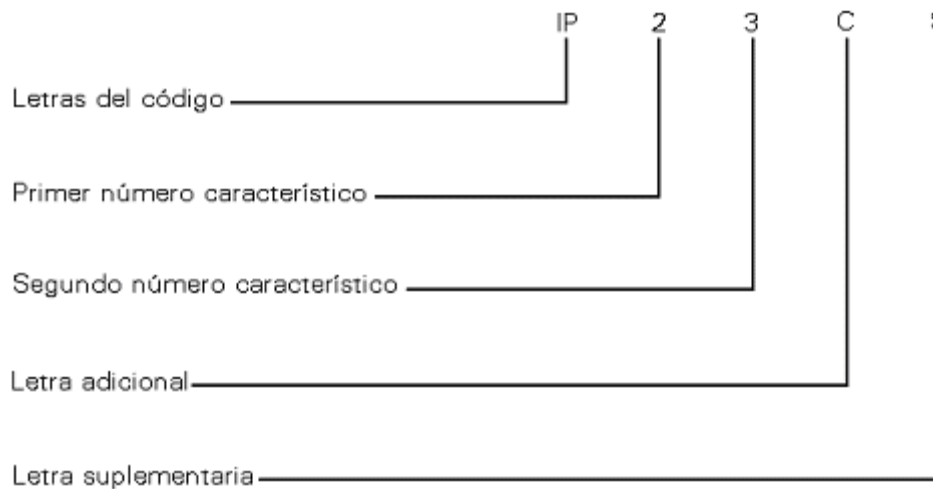 IP 2 3 C
Letras del código
Primer número característico
Segundo número característico
Letra adicional
Letra suplementaria